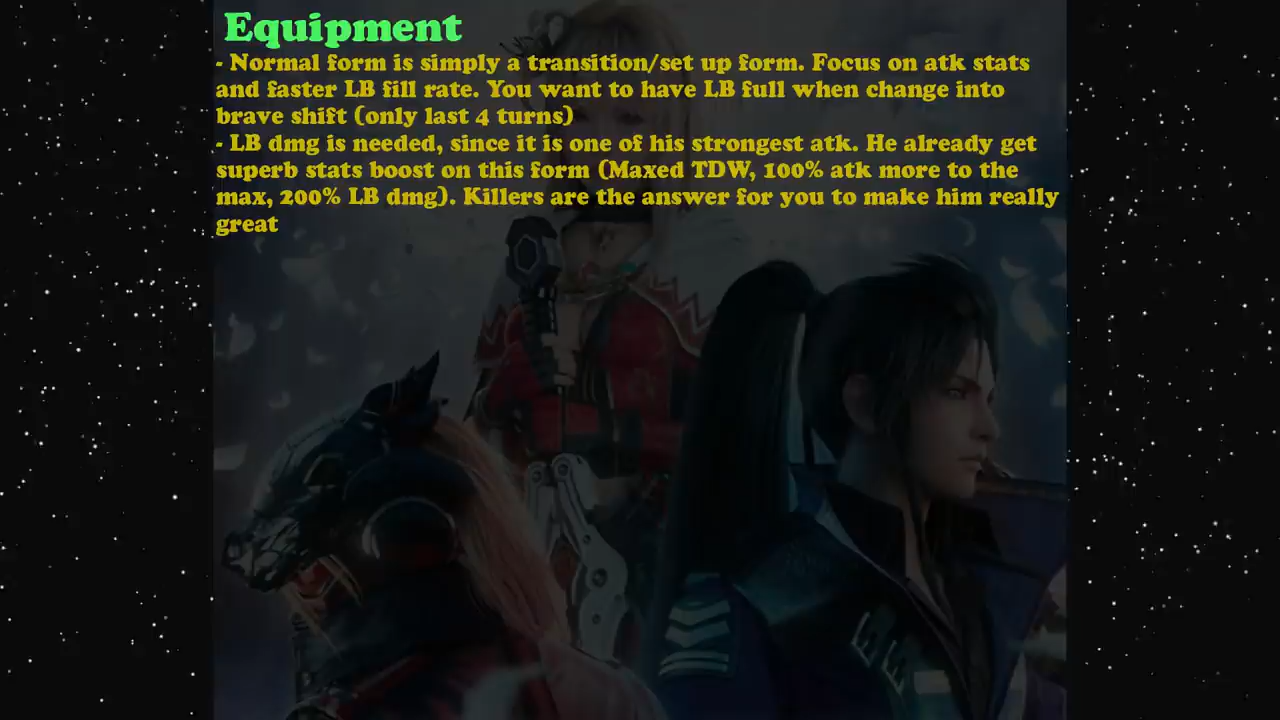 Equipment
- Normal form is simply a transition/set up form. Focus on atk stats
and faster LB fill rate. You want to have LB full when change into
brave shift (only last 4 turns)
- LB dmg is needed, since it is one of his strongest atk. He already get
superb stats boost on this form (Maxed TDW, 100% atk more to the
max, 200% LB dmg). Killers are the answer for you to make him really
great